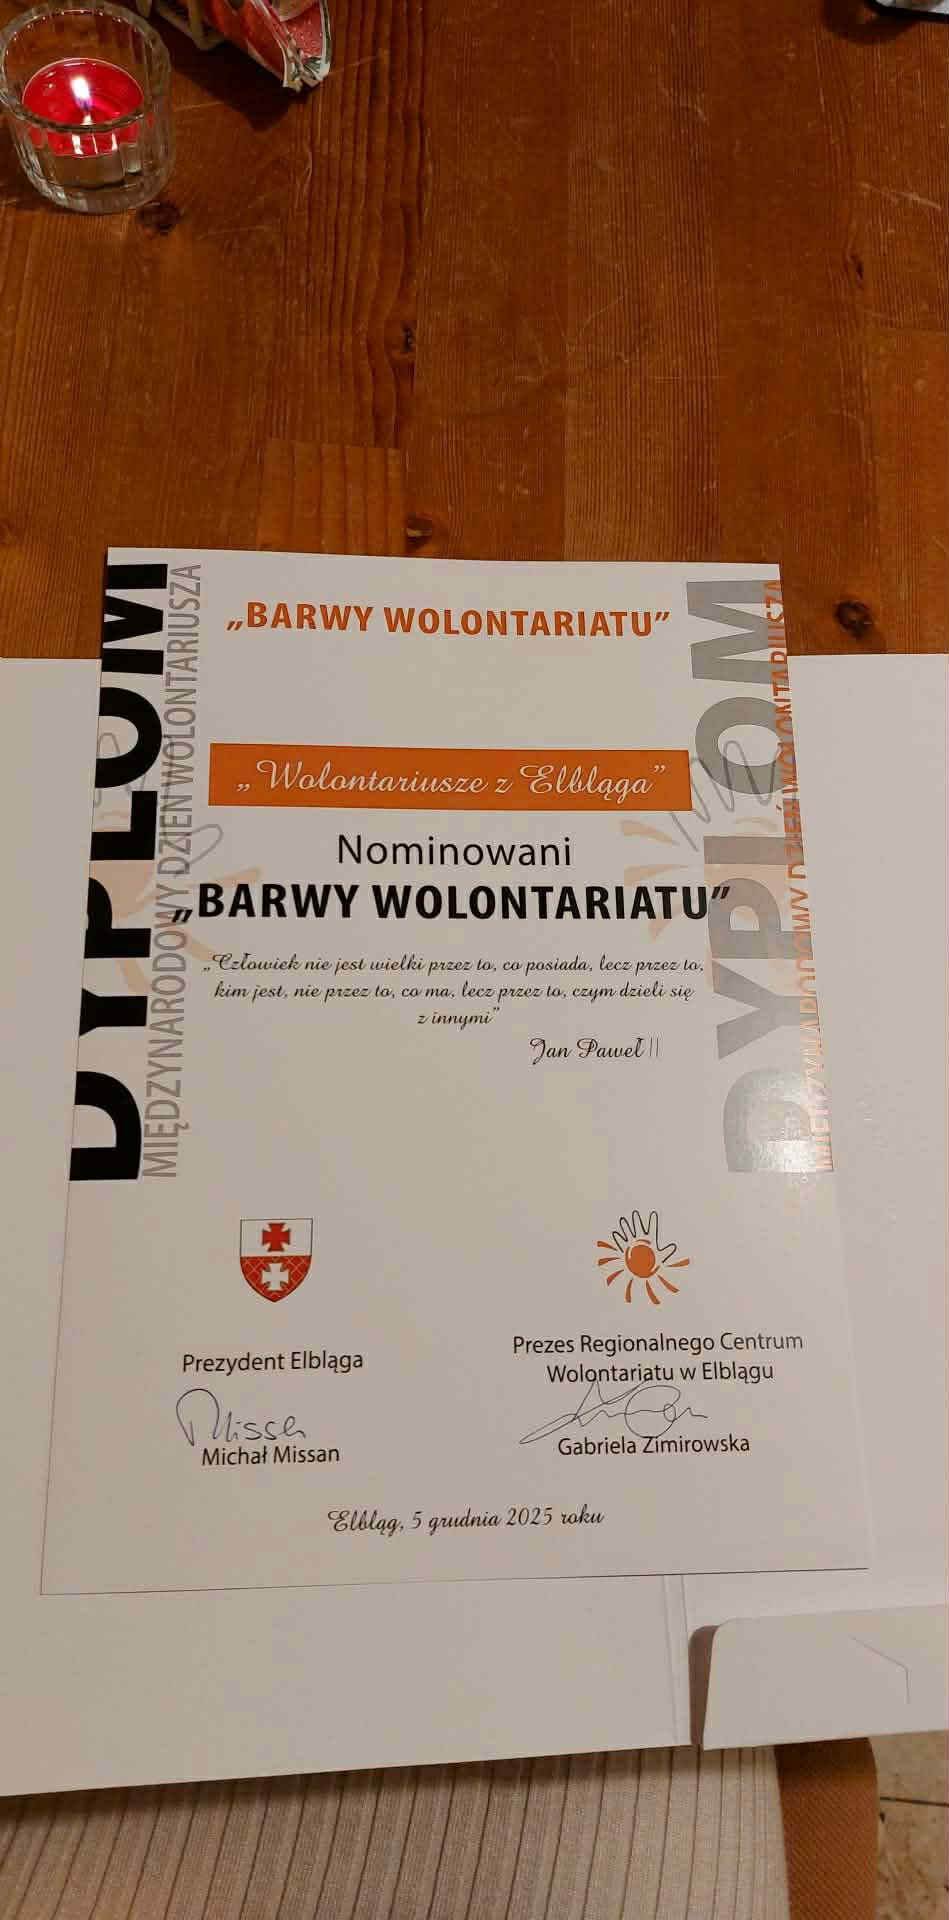 DYPLOM
MIĘDZYNARODOWY DZIEŃ WOLONTARIUSZA
„BARWY WOLONTARIATU”
„Wolontariusze z Elbląga”
Nominowani
„BARWY WOLONTARIATU”
„Człowiek nie jest wielki przez to, co posiada, lecz przez to,
kim jest, nie przez to, co ma, lecz przez to, czym dzieli się
z innymi”
Jan Paweł II
DYPLOM
MIĘDZYNARODOWY DZIEŃ WOLONTARIUSZA
Prezydent Elbląga
Missan
Michał Missan
Prezes Regionalnego Centrum
Wolontariatu w Elblągu
Gabriela Zimirowska
Elbląg, 5 grudnia 2025 roku